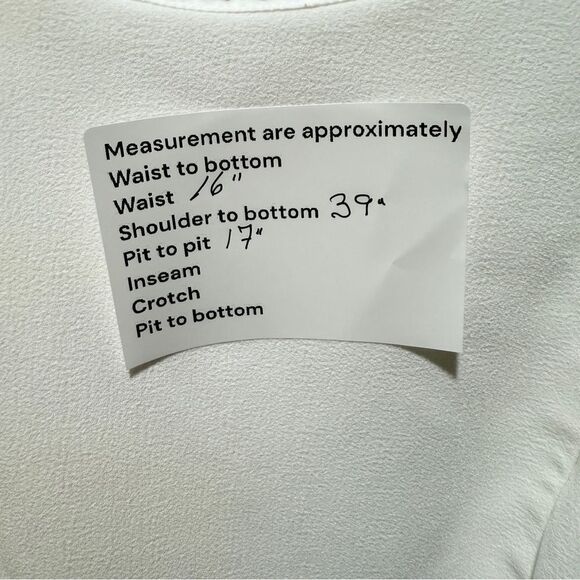 Measurement are approximately
Waist to bottom
Waist 16"
Shoulder to bottom 39"
Pit to pit 17"
Inseam
Crotch
Pit to bottom